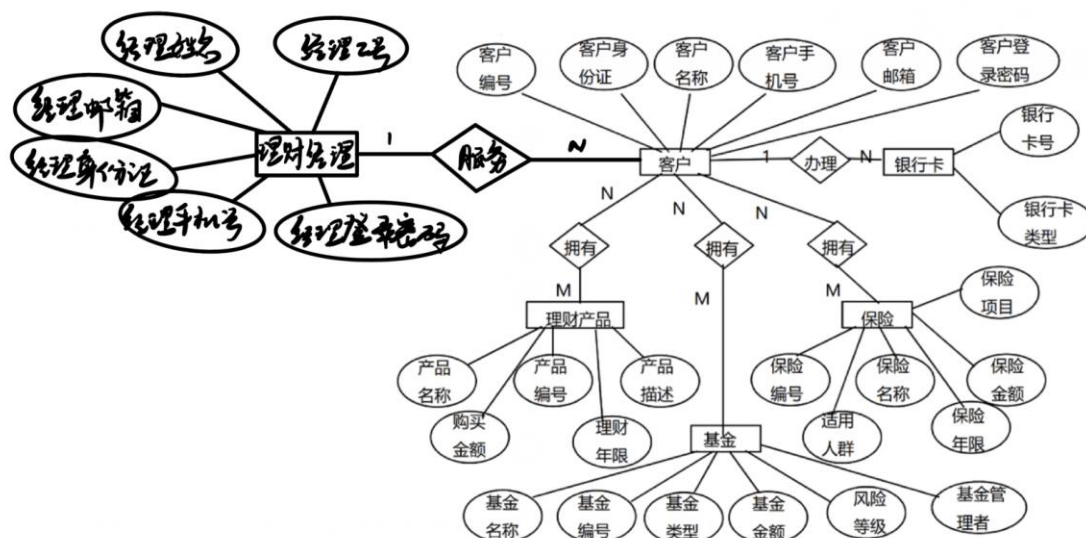 经理姓名
经理工号
经理邮箱
理财经理
1
服务
N
经理身份证
经理手机号
经理登录密码
客户
编号
客户身
份证
客户
名称
客户手
机号
客户
邮箱
客户登
录密码
客户
1
办理
N
银行卡
银行
卡号
银行卡
类型
N
N
N
拥有
拥有
拥有
M
M
M
理财产品
保险
保险
项目
产品
名称
产品
编号
产品
描述
购买
金额
理财
年限
保险
编号
保险
名称
保险
金额
适用
人群
保险
年限
基金
基金
名称
基金
编号
基金
类型
基金
金额
风险
等级
基金管
理者